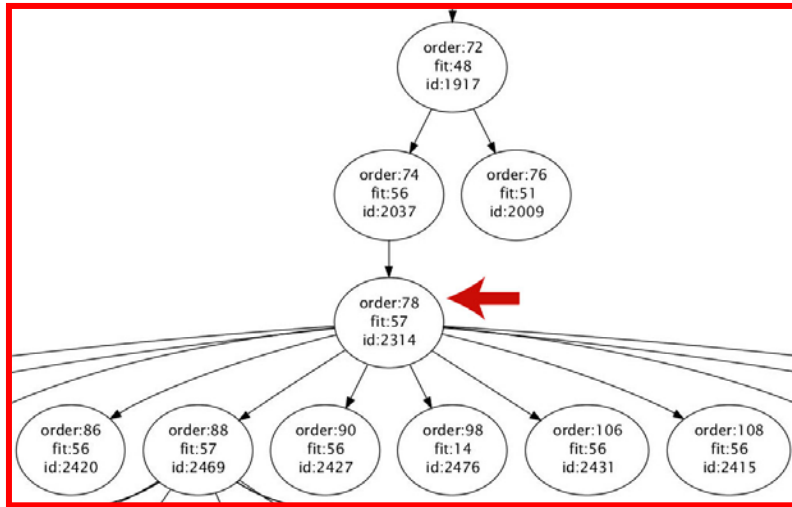 order:72
fit:48
id:1917
order:74
fit:56
id:2037
order:76
fit:51
id:2009
order:78
fit:57
id:2314
order:86
fit:56
id:2420
order:88
fit:57
id:2469
order:90
fit:56
id:2427
order:98
fit:14
id:2476
order:106
fit:56
id:2431
order:108
fit:56
id:2415